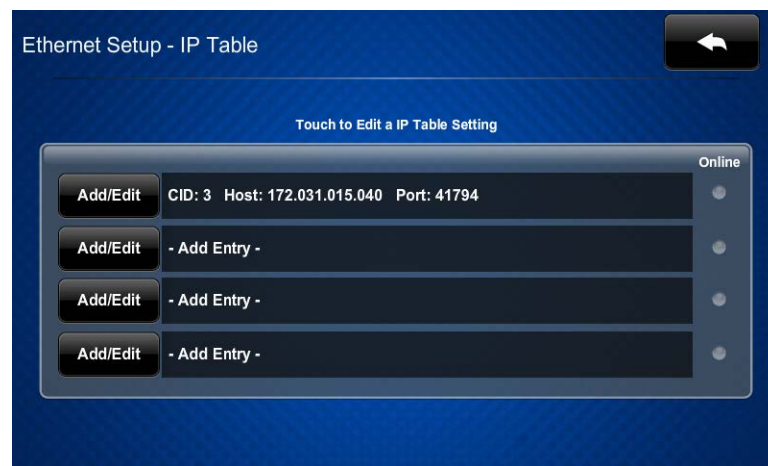 Ethernet Setup - IP Table
Touch to Edit a IP Table Setting
Online
Add/Edit CID: 3 Host: 172.031.015.040 Port: 41794
Add/Edit - Add Entry -
Add/Edit - Add Entry -
Add/Edit - Add Entry -